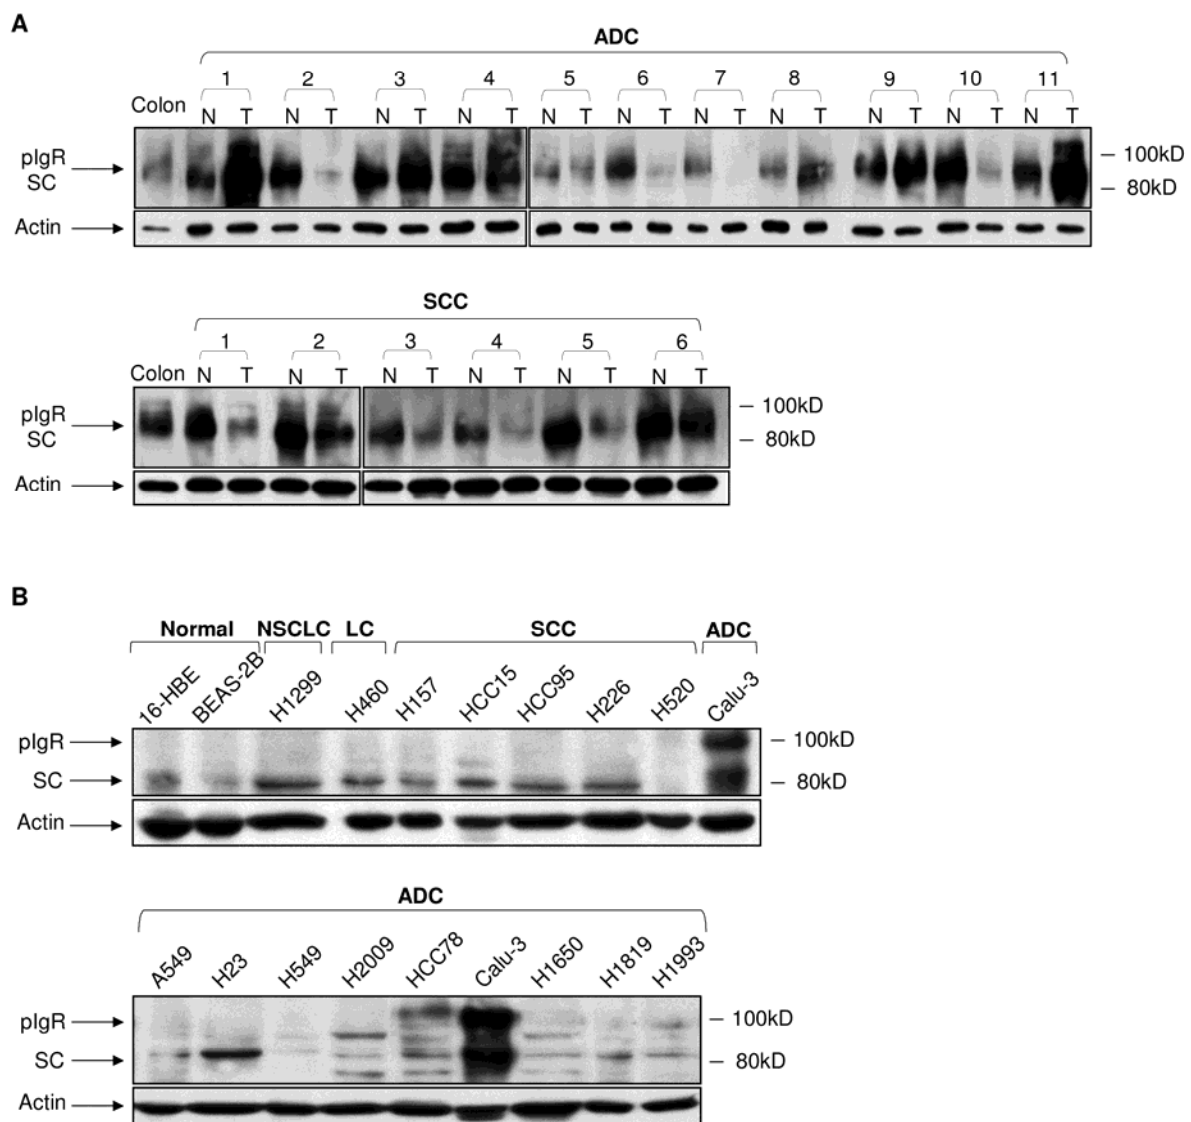 A
ADC
1 2 3 4 5 6 7 8 9 10 11
Colon N T N T N T N T N T N T N T N T N T N T N T
pIgR
SC
100kD
80kD
Actin
SCC
1 2 3 4 5 6
Colon N T N T N T N T N T N T
pIgR
SC
100kD
80kD
Actin
B
Normal NSCLC LC SCC ADC
16-HBE BEAS-2B H1299 H460 H157 HCC15 HCC95 H226 H520 Calu-3
pIgR — 100kD
SC — 80kD
Actin
ADC
A549 H23 H549 H2009 HCC78 Calu-3 H1650 H1819 H1993
pIgR — 100kD
SC — 80kD
Actin